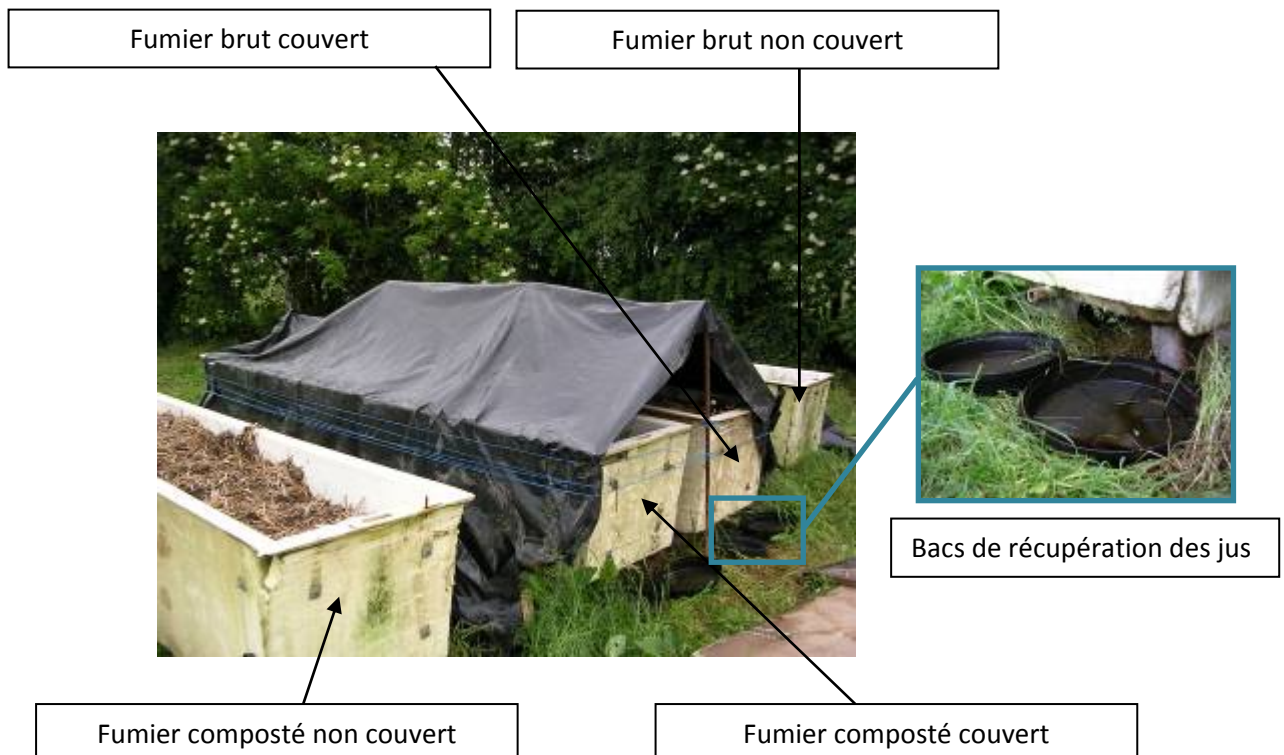 Fumier brut couvert
Fumier brut non couvert
Bacs de récupération des jus
Fumier composté non couvert
Fumier composté couvert